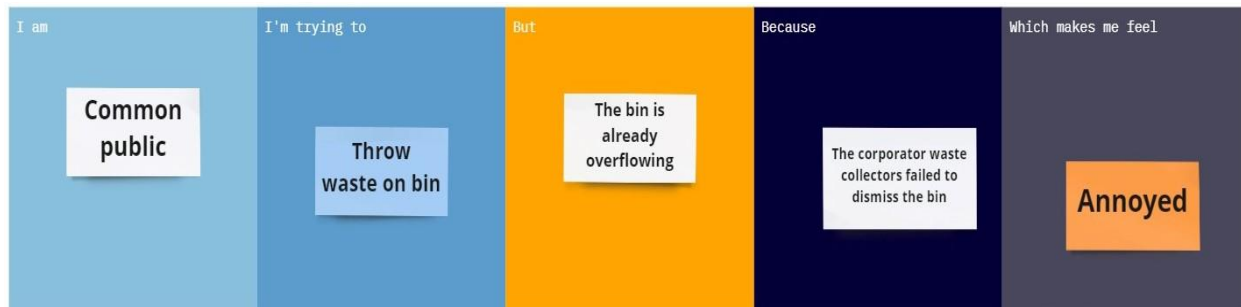 I am
Common
public
I'm trying to
Throw
waste on bin
But
The bin is
already
overflowing
Because
The corporator waste
collectors failed to
dismiss the bin
Which makes me feel
Annoyed